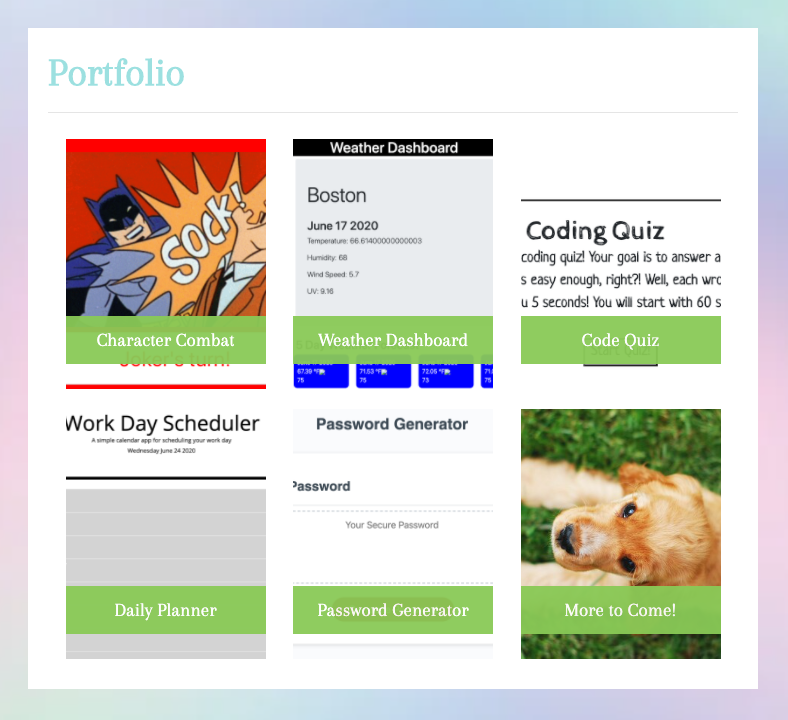 Portfolio
SOCK!
Character Combat
Joker's turn!
Weather Dashboard
Boston
June 17 2020
Temperature: 66.61400000000003
Humidity: 68
Wind Speed: 5.7
UV: 9.16
Weather Dashboard
67.39 °F
75
71.53 °F
75
72.05 °F
73
Coding Quiz
coding quiz! Your goal is to answer a
s easy enough, right?! Well, each wro
u 5 seconds! You will start with 60 s
Code Quiz
Work Day Scheduler
A simple calendar app for scheduling your work day
Wednesday June 24 2020
Daily Planner
Password Generator
Password
Your Secure Password
Password Generator
More to Come!